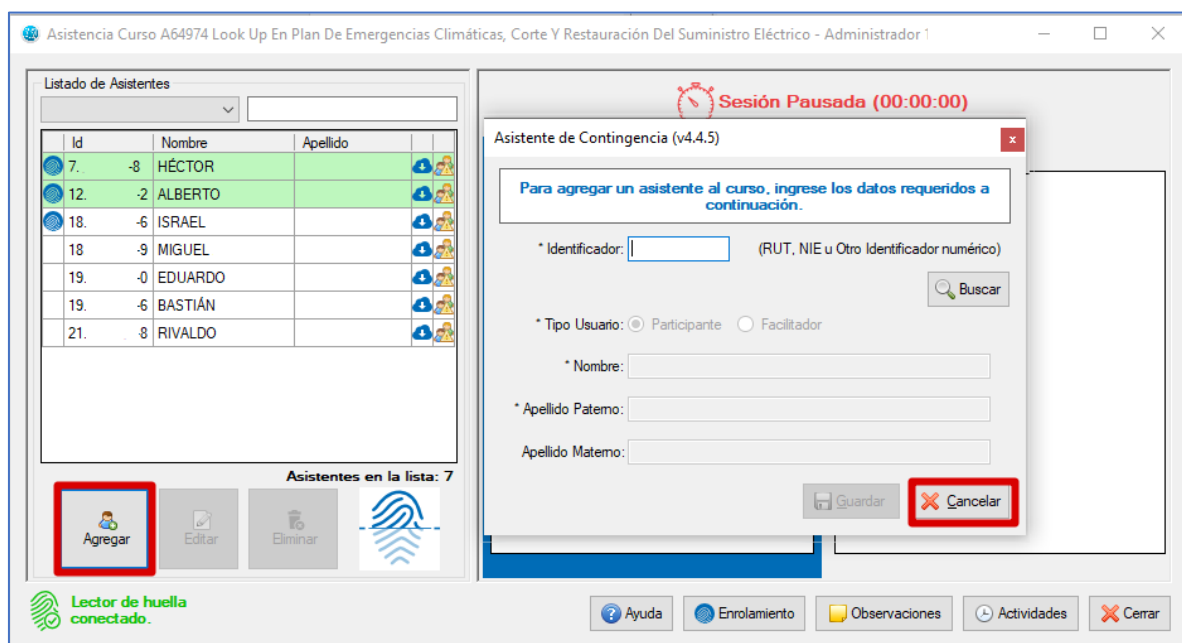 Asistencia Curso A64974 Look Up En Plan De Emergencias Climáticas, Corte Y Restauración Del Suministro Eléctrico - Administrador
Listado de Asistentes
Id Nombre Apellido
7. -8 HÉCTOR
12. -2 ALBERTO
18. -6 ISRAEL
18 -9 MIGUEL
19. -0 EDUARDO
19. -6 BASTIÁN
21. -8 RIVALDO
Asistentes en la lista: 7
Agregar
Editar
Eliminar
Sesión Pausada (00:00:00)
Asistente de Contingencia (v4.4.5)
x
Para agregar un asistente al curso, ingrese los datos requeridos a
continuación.
* Identificador: (RUT, NIE u Otro Identificador numérico)
Buscar
* Tipo Usuario: Participante Facilitador
* Nombre:
* Apellido Paterno:
Apellido Materno:
Guardar
Cancelar
Lector de huella
conectado.
Ayuda
Enrolamiento
Observaciones
Actividades
Cerrar